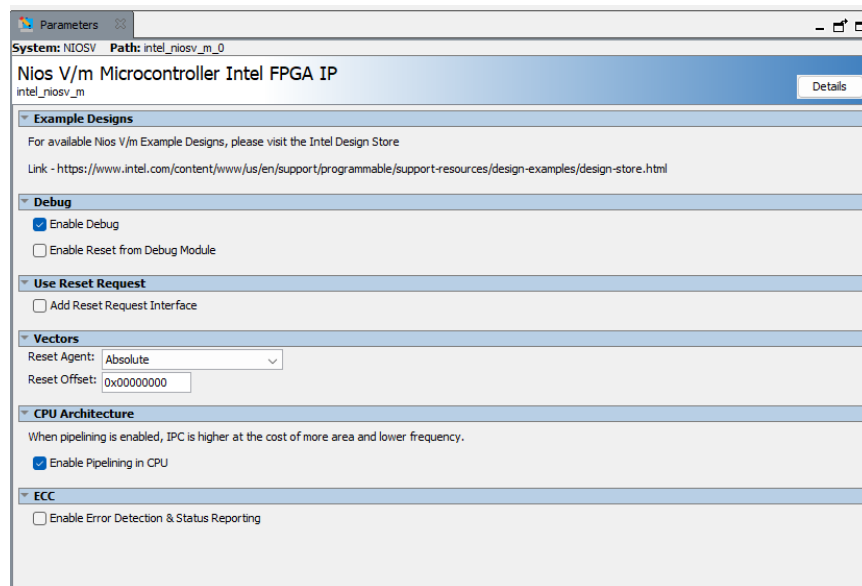 Parameters
System: NIOSV Path: intel_niosv_m_0
Nios V/m Microcontroller Intel FPGA IP
intel_niosv_m
Details
Example Designs
For available Nios V/m Example Designs, please visit the Intel Design Store
Link - https://www.intel.com/content/www/us/en/support/programmable/support-resources/design-examples/design-store.html
Debug
Enable Debug
Enable Reset from Debug Module
Use Reset Request
Add Reset Request Interface
Vectors
Reset Agent: Absolute
Reset Offset: 0x00000000
CPU Architecture
When pipelining is enabled, IPC is higher at the cost of more area and lower frequency.
Enable Pipelining in CPU
ECC
Enable Error Detection & Status Reporting